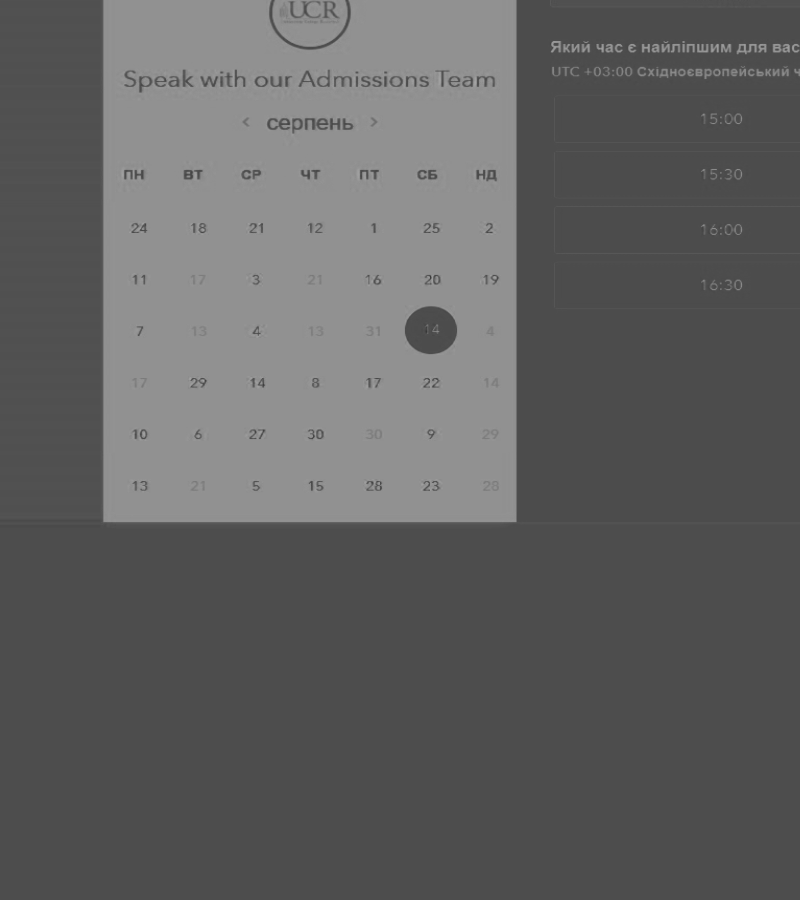 UCR
Speak with our Admissions Team
< серпень >
ПН ВТ СР ЧТ ПТ СБ НД
24 18 21 12 1 25 2
11 17 3 21 16 20 19
7 13 4 13 31 14 4
17 29 14 8 17 22 14
10 6 27 30 30 9 29
13 21 5 15 28 23 28
Який час є найліпшим для вас
UTC +03:00 Східноєвропейський ч
15:00
15:30
16:00
16:30